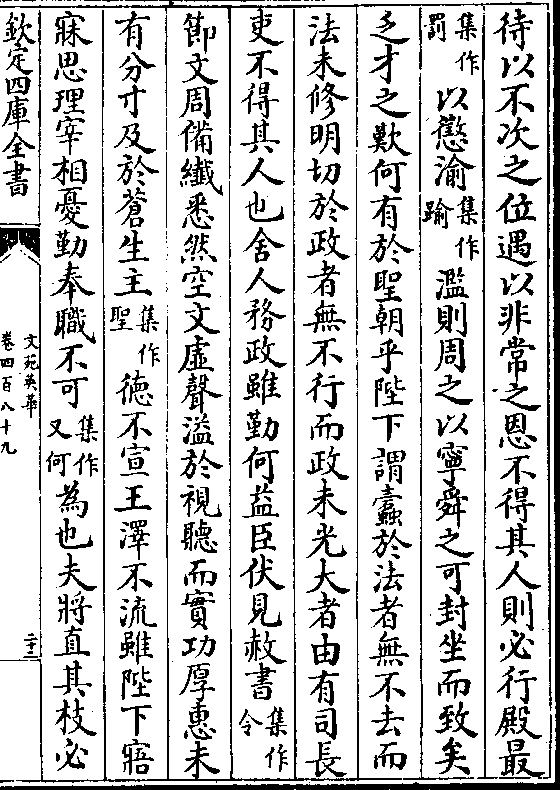 待以不次之位遇以非常之恩不得其人則必行殿最
集作罰以懲渝集作踰濫則周之以寧舜之可封坐而致矣
乏才之歎何有於聖朝乎陛下謂蠧於法者無不去而
法未修明切於政者無不行而政未光大者由有司長
吏不得其人也舍人務政雖勤何益臣伏見赦書集作令
節文周備纖悉然空文虛聲溢於視聽而實功厚惠未
有分寸及於蒼生主集作聖德不宣王澤不流雖陛下寤
寐思理宰相憂勤奉職不可集作又何為也夫將直其枝必
欽定四庫全書
文苑英華
卷四百八十九
二十二